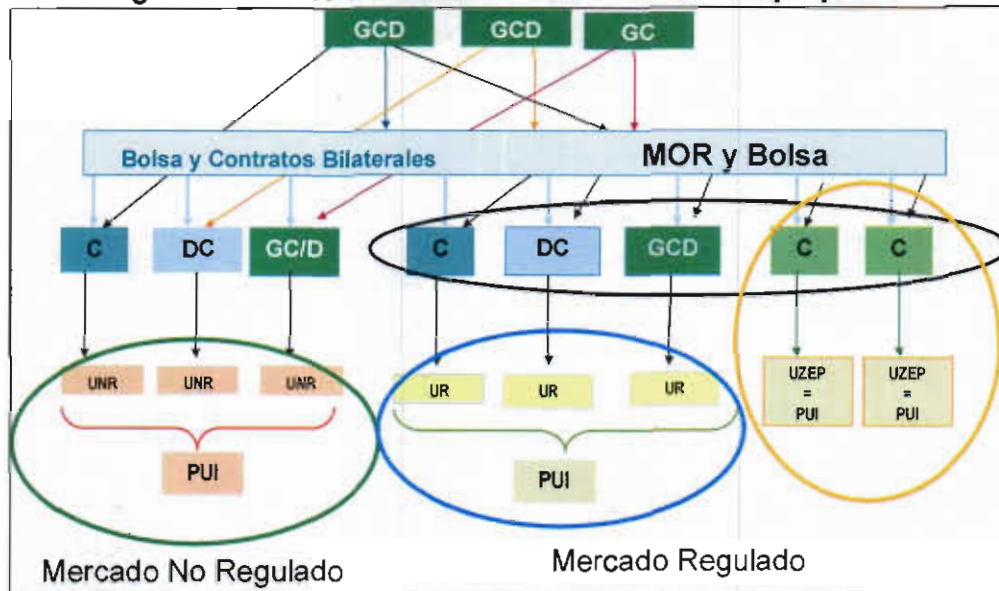 GCD GCD GC
Bolsa y Contratos Bilaterales MOR y Bolsa
C DC GC/D C DC GCD C C
UNR UNR UNR UR UR UR
UZEP UZEP
= =
PUI PUI
PUI PUI
Mercado No Regulado Mercado Regulado